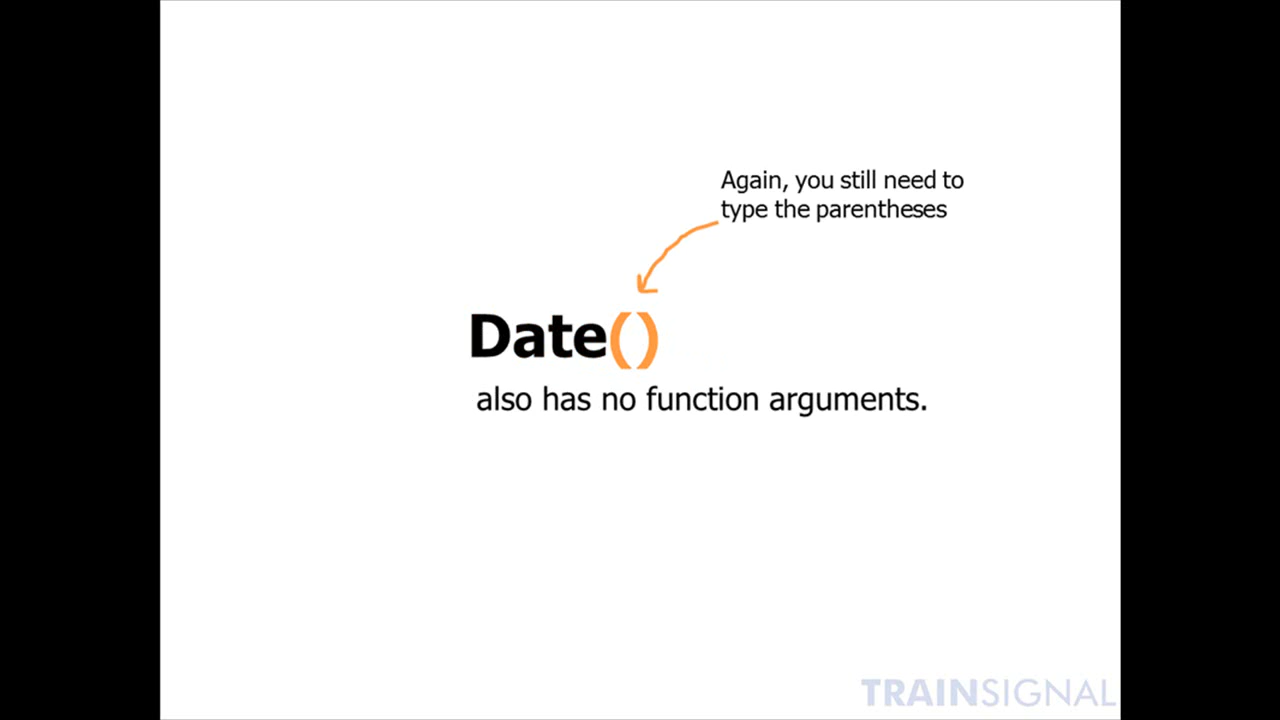 Again, you still need to
type the parentheses
Date()
also has no function arguments.
TRAINSIGNAL